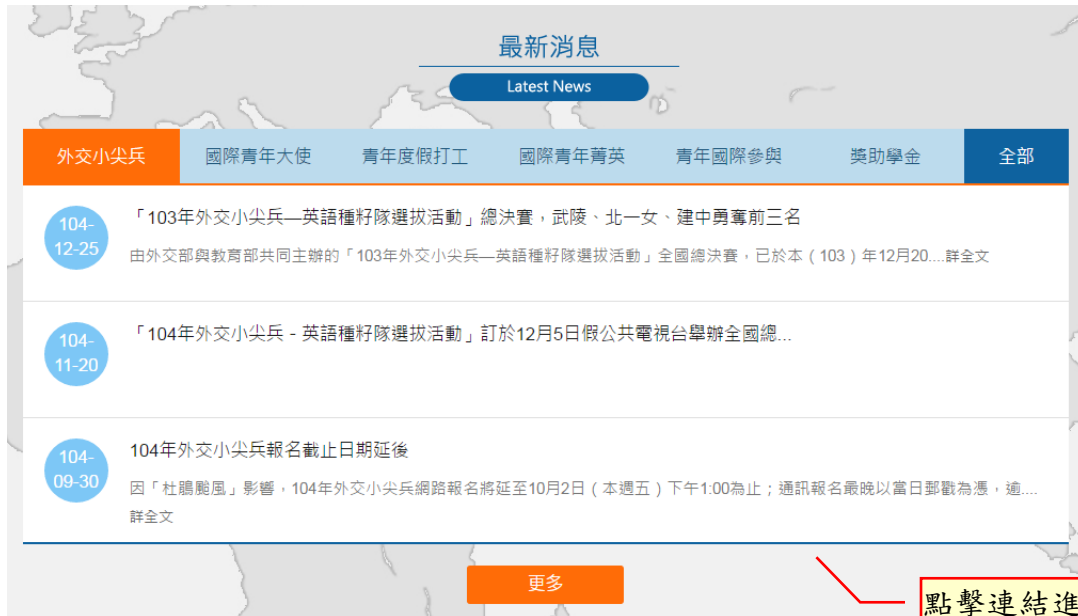 最新消息
Latest News
外交小尖兵 國際青年大使 青年度假打工 國際青年菁英 青年國際參與 獎助學金 全部
104-
12-25
「103年外交小尖兵—英語種籽隊選拔活動」總決賽，武陵、北一女、建中勇奪前三名
由外交部與教育部共同主辦的「103年外交小尖兵—英語種籽隊選拔活動」全國總決賽，已於本（103）年12月20....詳全文
104-
11-20
「104年外交小尖兵 - 英語種籽隊選拔活動」訂於12月5日假公共電視台舉辦全國總...
104-
09-30
104年外交小尖兵報名截止日期延後
因「杜鵑颱風」影響，104年外交小尖兵網路報名將延至10月2日（本週五）下午1:00為止；通訊報名最晚以當日郵戳為憑，逾....
詳全文
更多
點擊連結進